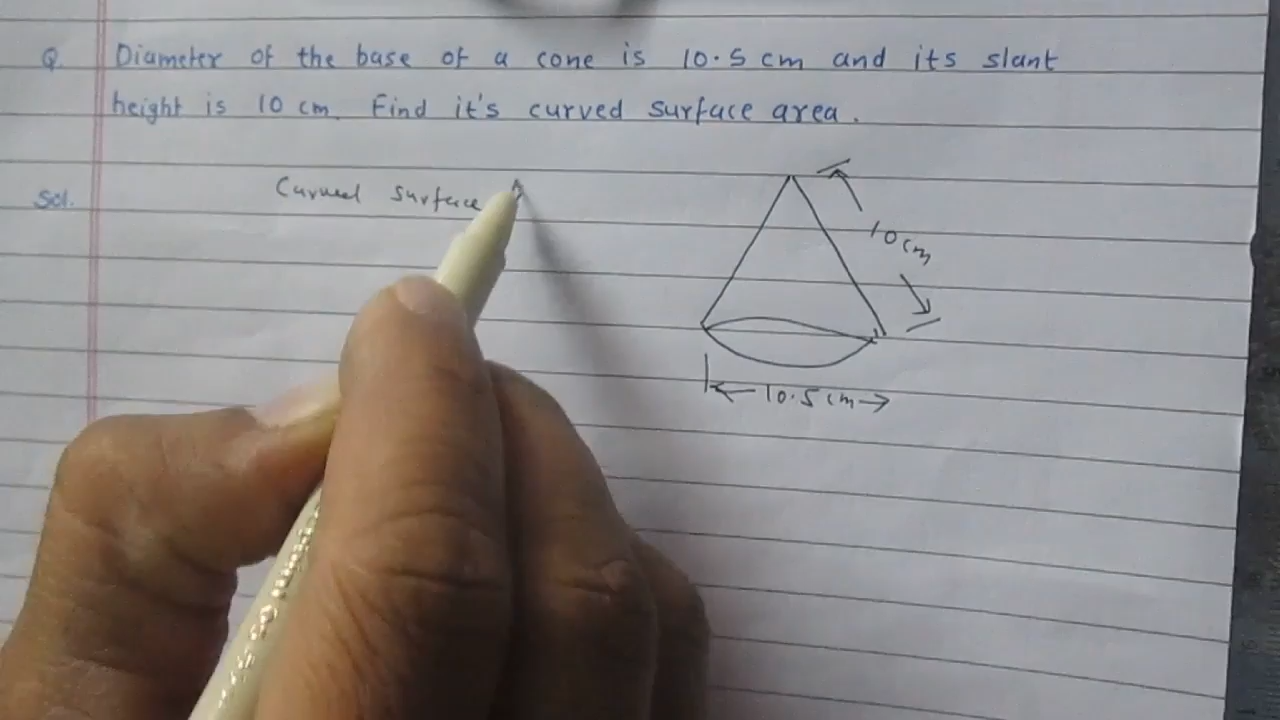 Q. Diameter of the base of a cone is 10.5 cm and its slant
height is 10 cm. Find it's curved surface area.
Sol. Curved surface A
10 cm
10.5 cm